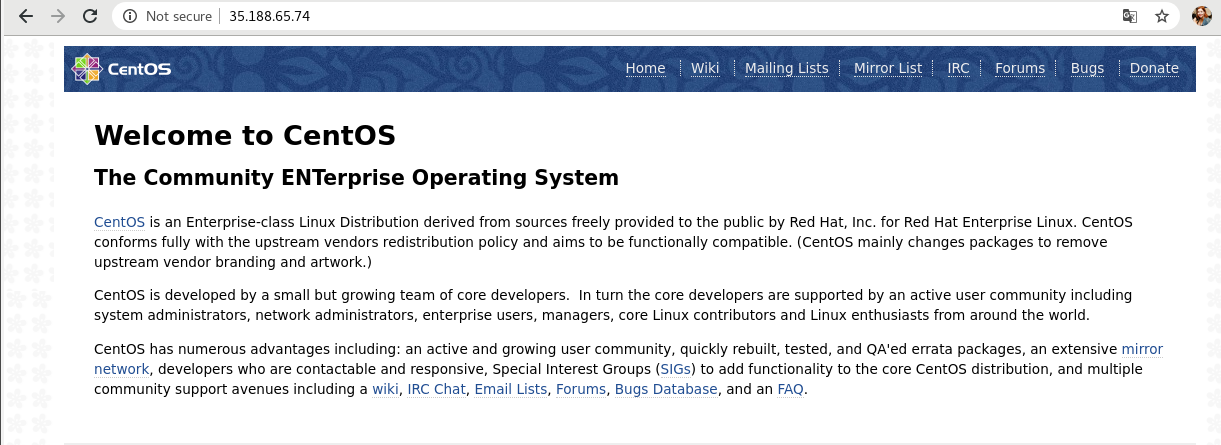 Not secure 35.188.65.74
CentOS Home Wiki Mailing Lists Mirror List IRC Forums Bugs Donate
Welcome to CentOS
The Community ENTerprise Operating System
CentOS is an Enterprise-class Linux Distribution derived from sources freely provided to the public by Red Hat, Inc. for Red Hat Enterprise Linux. CentOS
conforms fully with the upstream vendors redistribution policy and aims to be functionally compatible. (CentOS mainly changes packages to remove
upstream vendor branding and artwork.)
CentOS is developed by a small but growing team of core developers.  In turn the core developers are supported by an active user community including
system administrators, network administrators, enterprise users, managers, core Linux contributors and Linux enthusiasts from around the world.
CentOS has numerous advantages including: an active and growing user community, quickly rebuilt, tested, and QA'ed errata packages, an extensive mirror
network, developers who are contactable and responsive, Special Interest Groups (SIGs) to add functionality to the core CentOS distribution, and multiple
community support avenues including a wiki, IRC Chat, Email Lists, Forums, Bugs Database, and an FAQ.